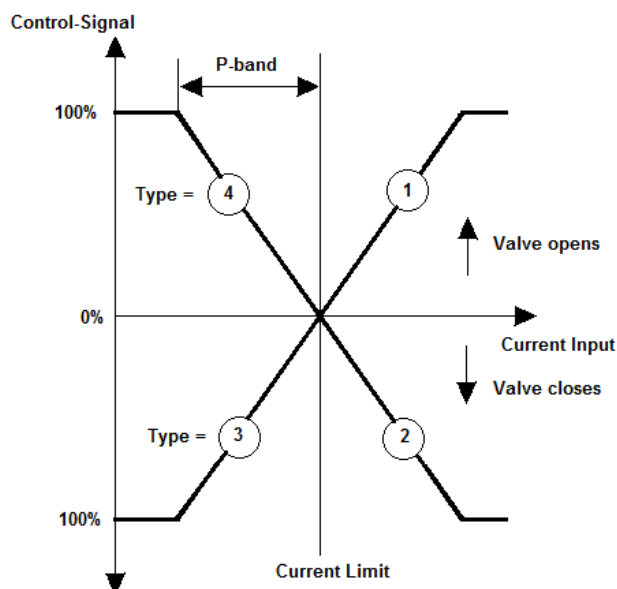 Control-Signal
P-band
100%
Type = 4
1
Valve opens
0%
Current Input
Valve closes
Type = 3
2
100%
Current Limit